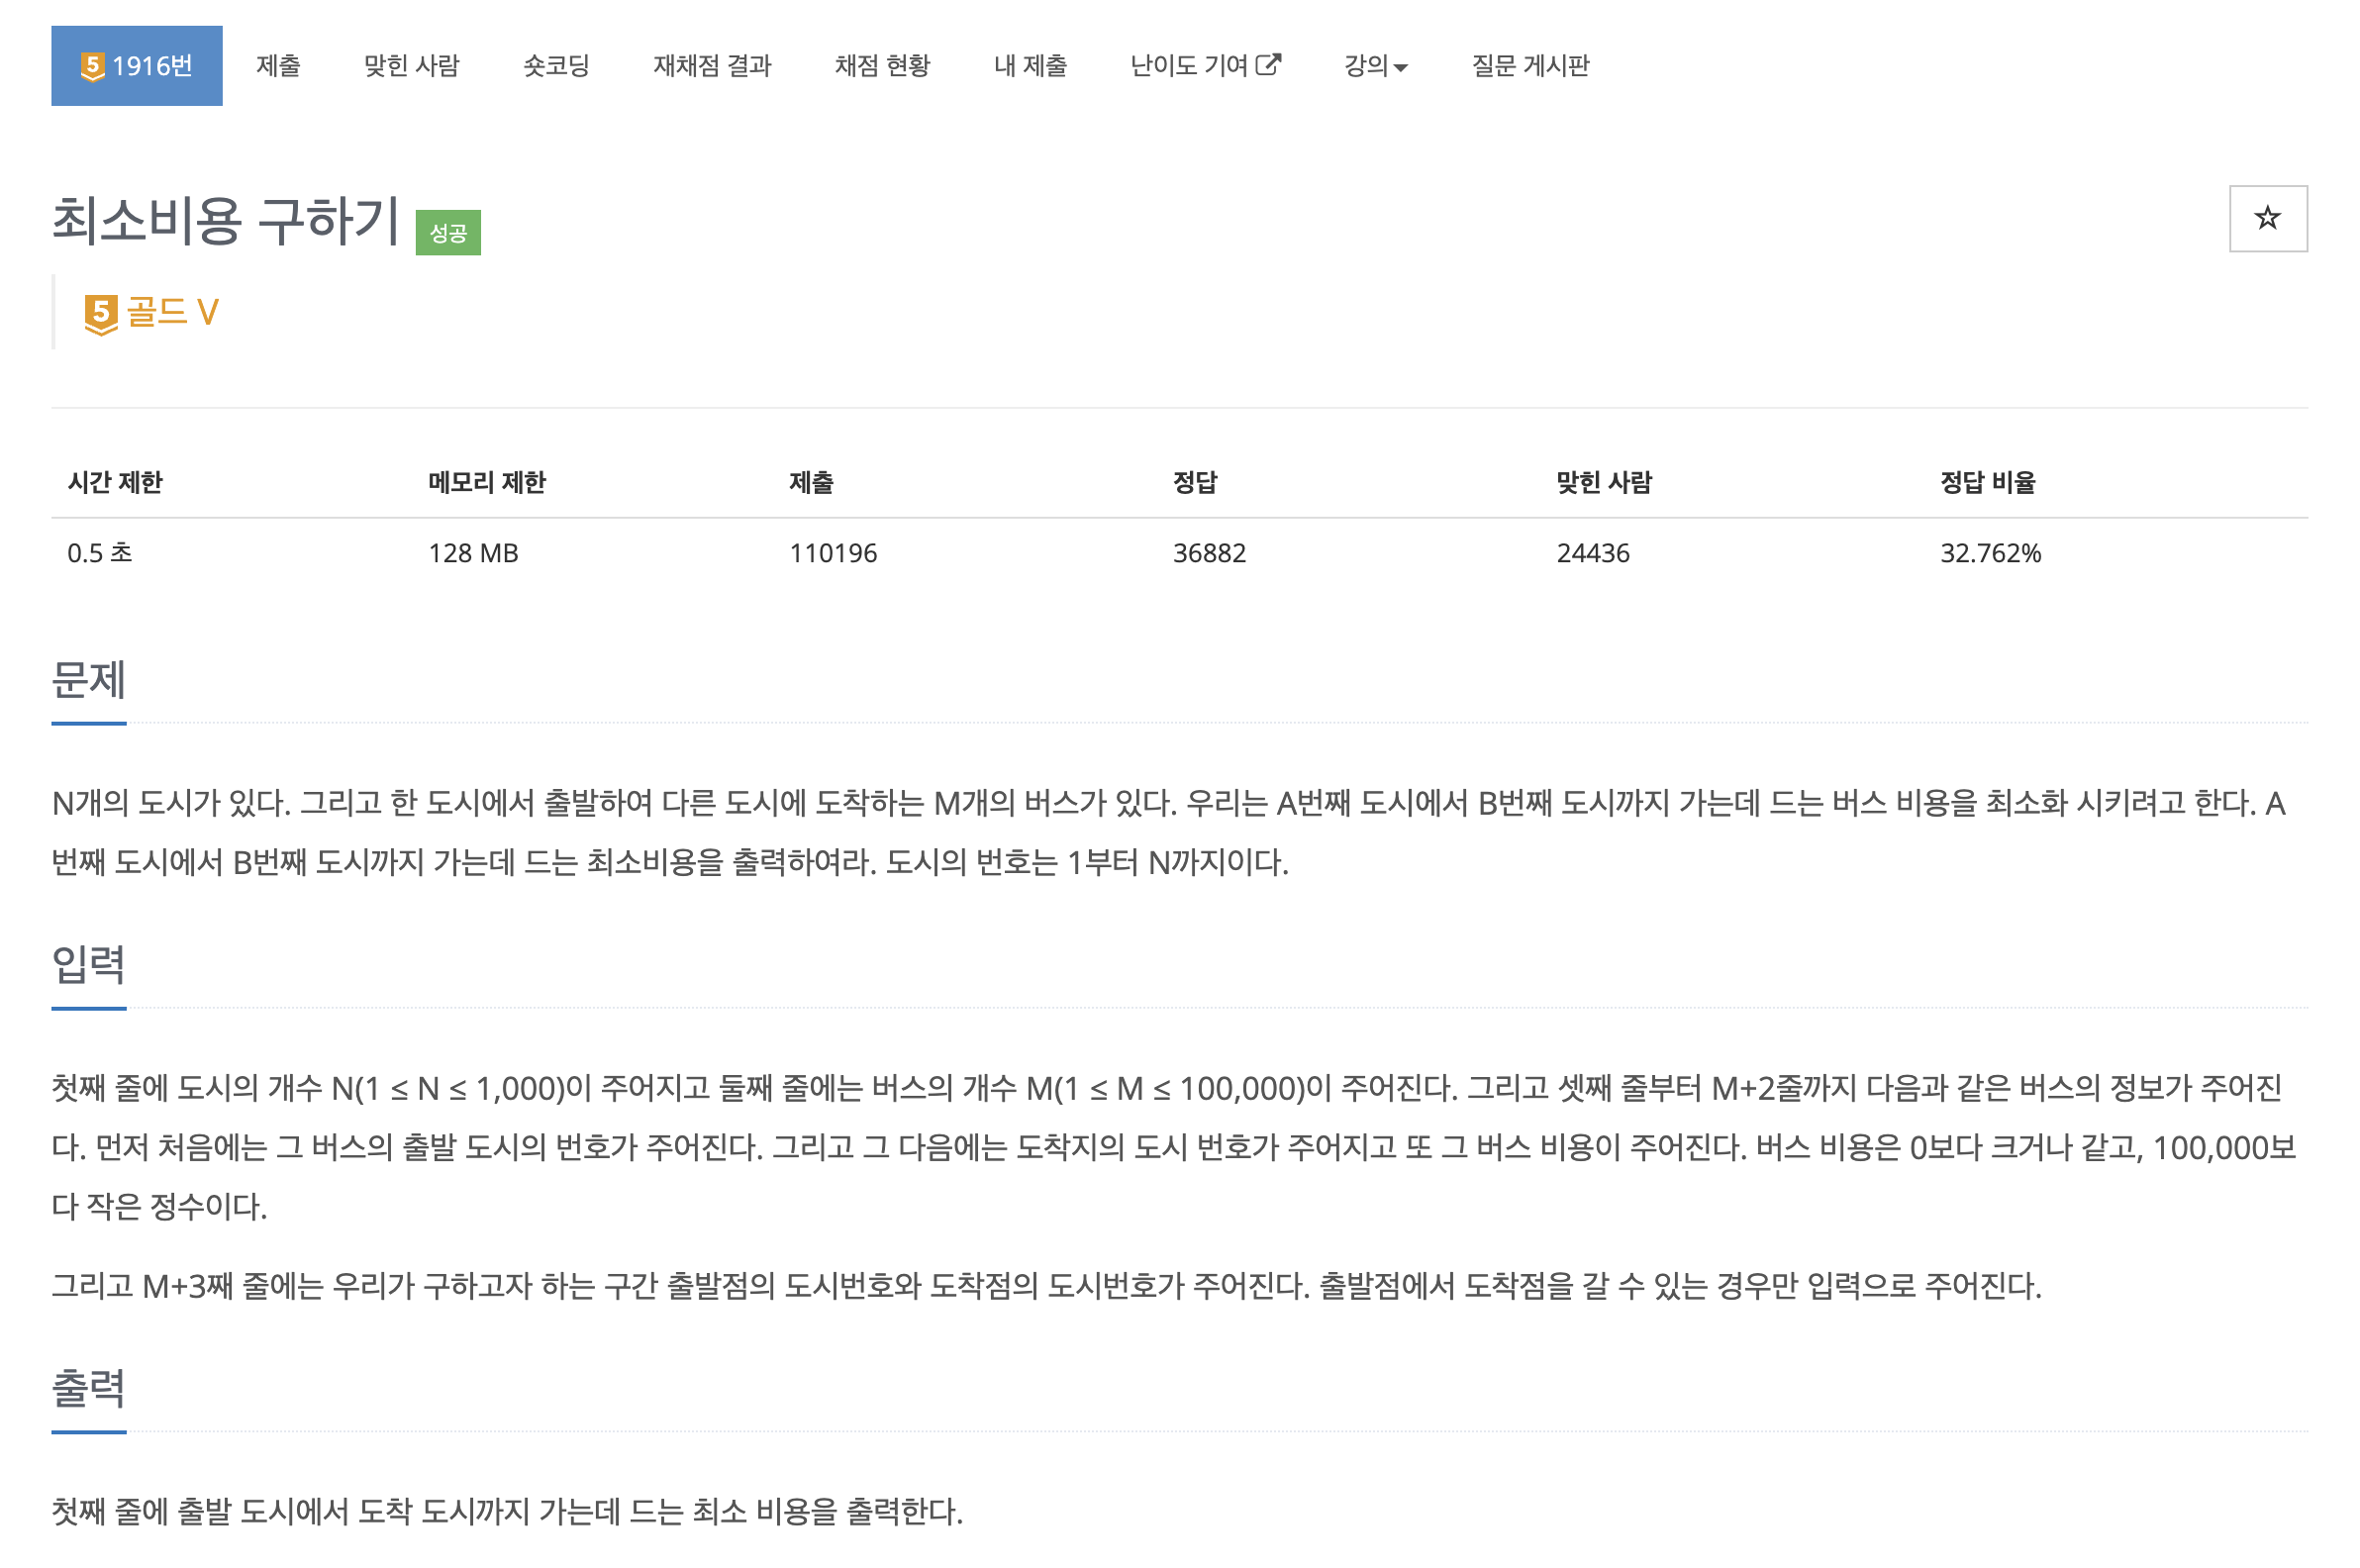 5 1916번 제출 맞힌 사람 숏코딩 재채점 결과 채점 현황 내 제출 난이도 기여 강의 질문 게시판
최소비용 구하기 성공
5 골드 V
시간 제한 메모리 제한 제출 정답 맞힌 사람 정답 비율
0.5 초 128 MB 110196 36882 24436 32.762%
문제
N개의 도시가 있다. 그리고 한 도시에서 출발하여 다른 도시에 도착하는 M개의 버스가 있다. 우리는 A번째 도시에서 B번째 도시까지 가는데 드는 버스 비용을 최소화 시키려고 한다. A
번째 도시에서 B번째 도시까지 가는데 드는 최소비용을 출력하여라. 도시의 번호는 1부터 N까지이다.
입력
첫째 줄에 도시의 개수 N(1 ≤ N ≤ 1,000)이 주어지고 둘째 줄에는 버스의 개수 M(1 ≤ M ≤ 100,000)이 주어진다. 그리고 셋째 줄부터 M+2줄까지 다음과 같은 버스의 정보가 주어진
다. 먼저 처음에는 그 버스의 출발 도시의 번호가 주어진다. 그리고 그 다음에는 도착지의 도시 번호가 주어지고 또 그 버스 비용이 주어진다. 버스 비용은 0보다 크거나 같고, 100,000보
다 작은 정수이다.
그리고 M+3째 줄에는 우리가 구하고자 하는 구간 출발점의 도시번호와 도착점의 도시번호가 주어진다. 출발점에서 도착점을 갈 수 있는 경우만 입력으로 주어진다.
출력
첫째 줄에 출발 도시에서 도착 도시까지 가는데 드는 최소 비용을 출력한다.